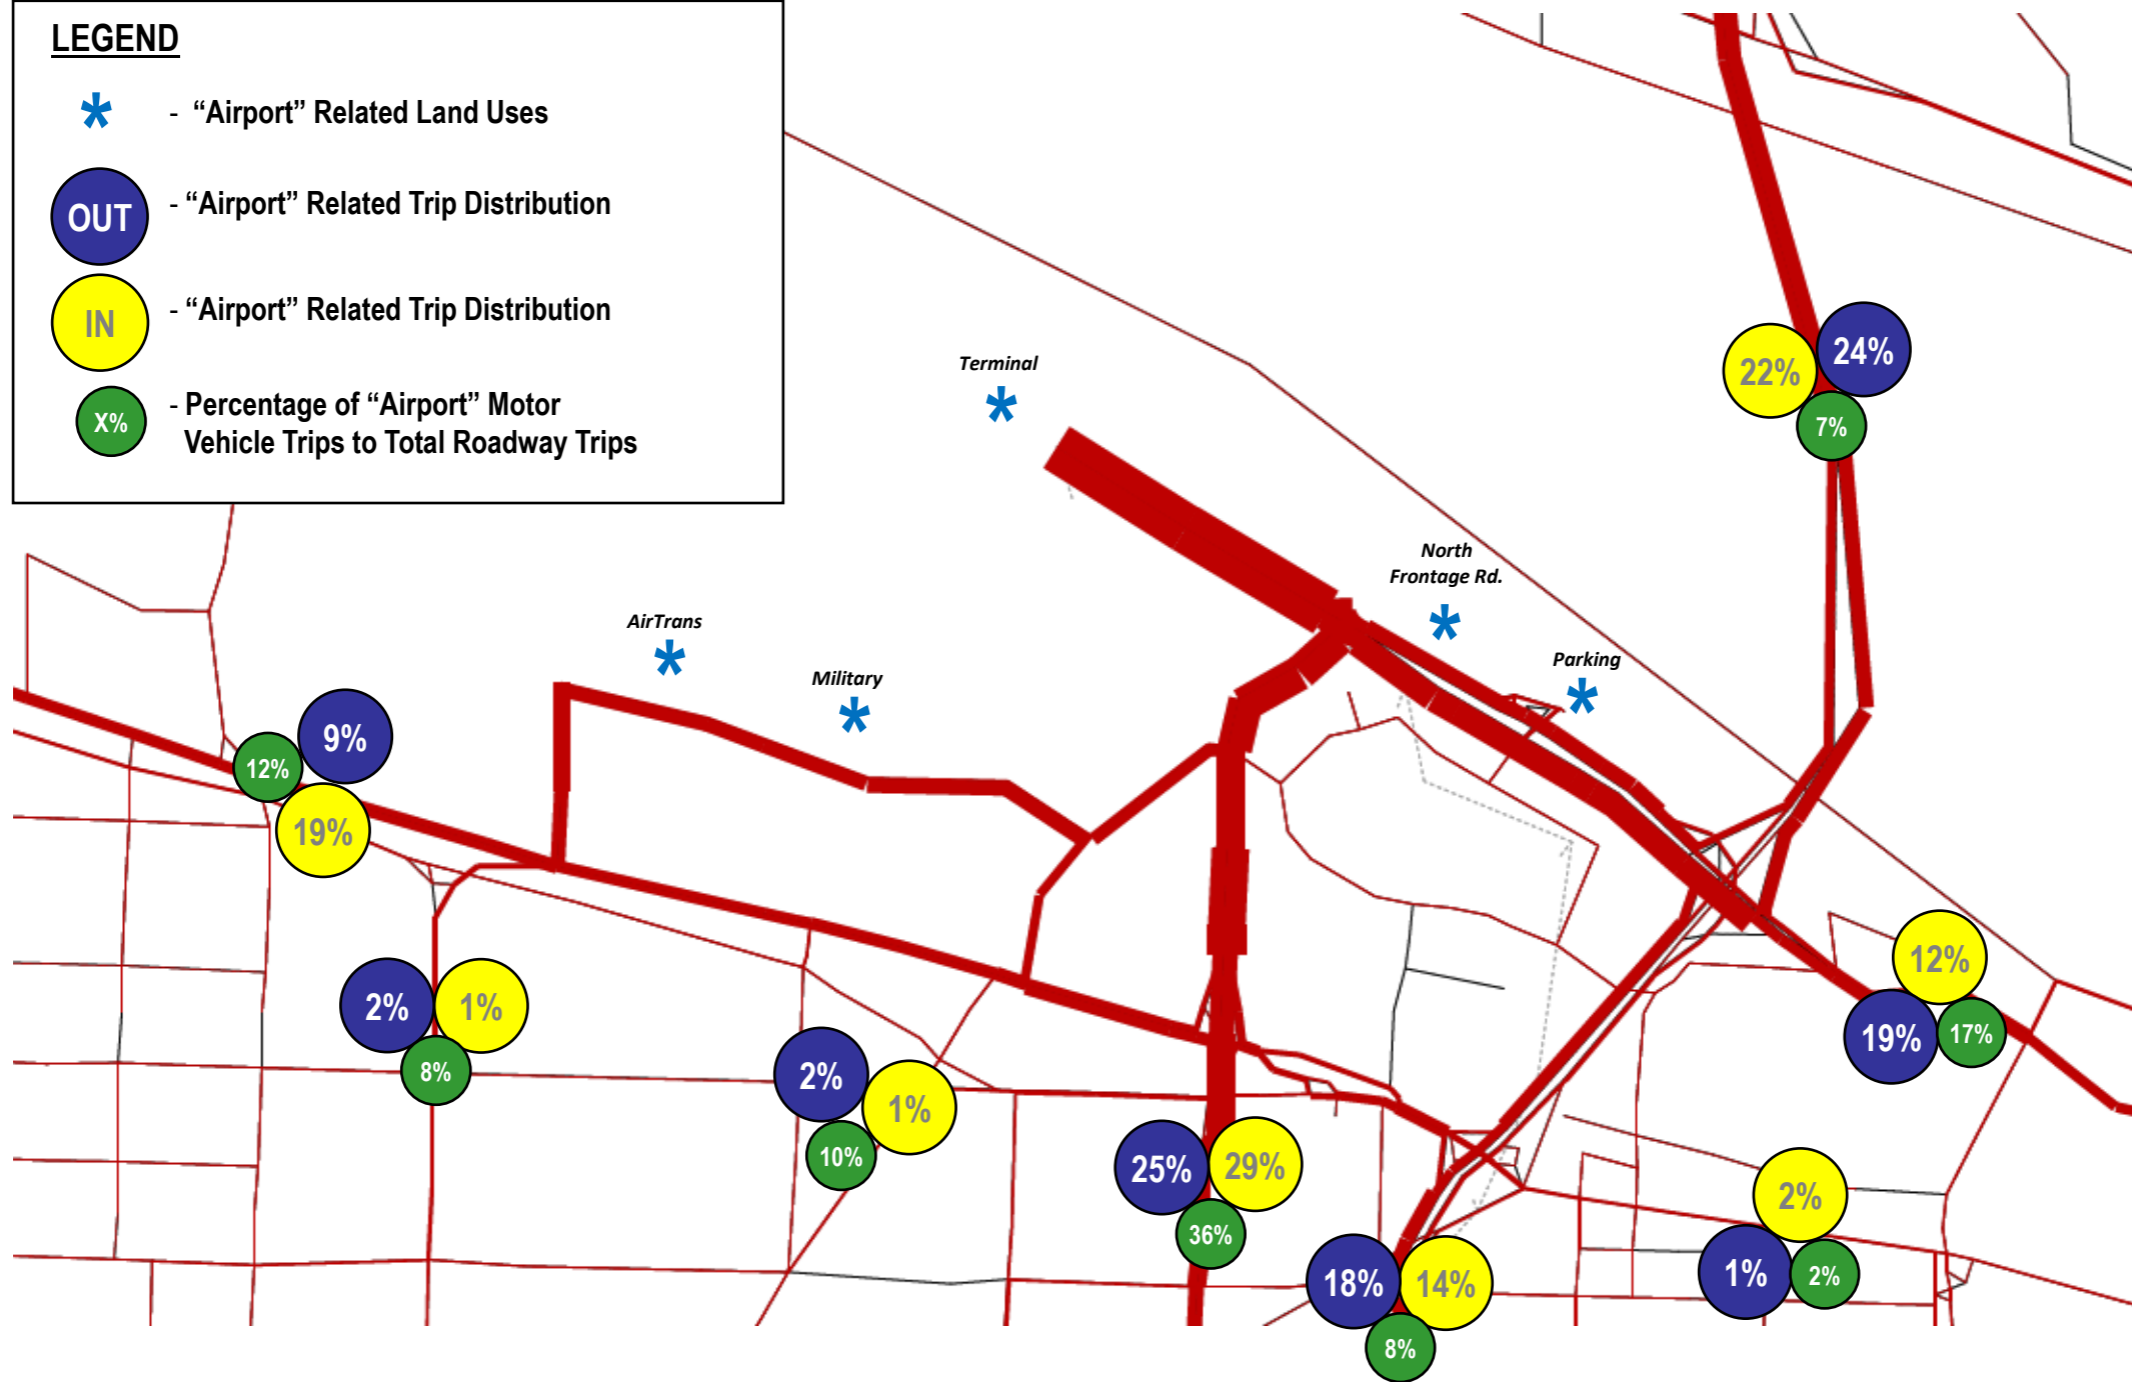 LEGEND
- “Airport” Related Land Uses
OUT
- “Airport” Related Trip Distribution
IN
- “Airport” Related Trip Distribution
X%
- Percentage of “Airport” Motor
Vehicle Trips to Total Roadway Trips
Terminal
22%
24%
7%
North
Frontage Rd.
AirTrans
Military
Parking
9%
12%
19%
2%
1%
8%
2%
1%
10%
25%
29%
36%
18%
14%
8%
12%
19%
17%
2%
1%
2%